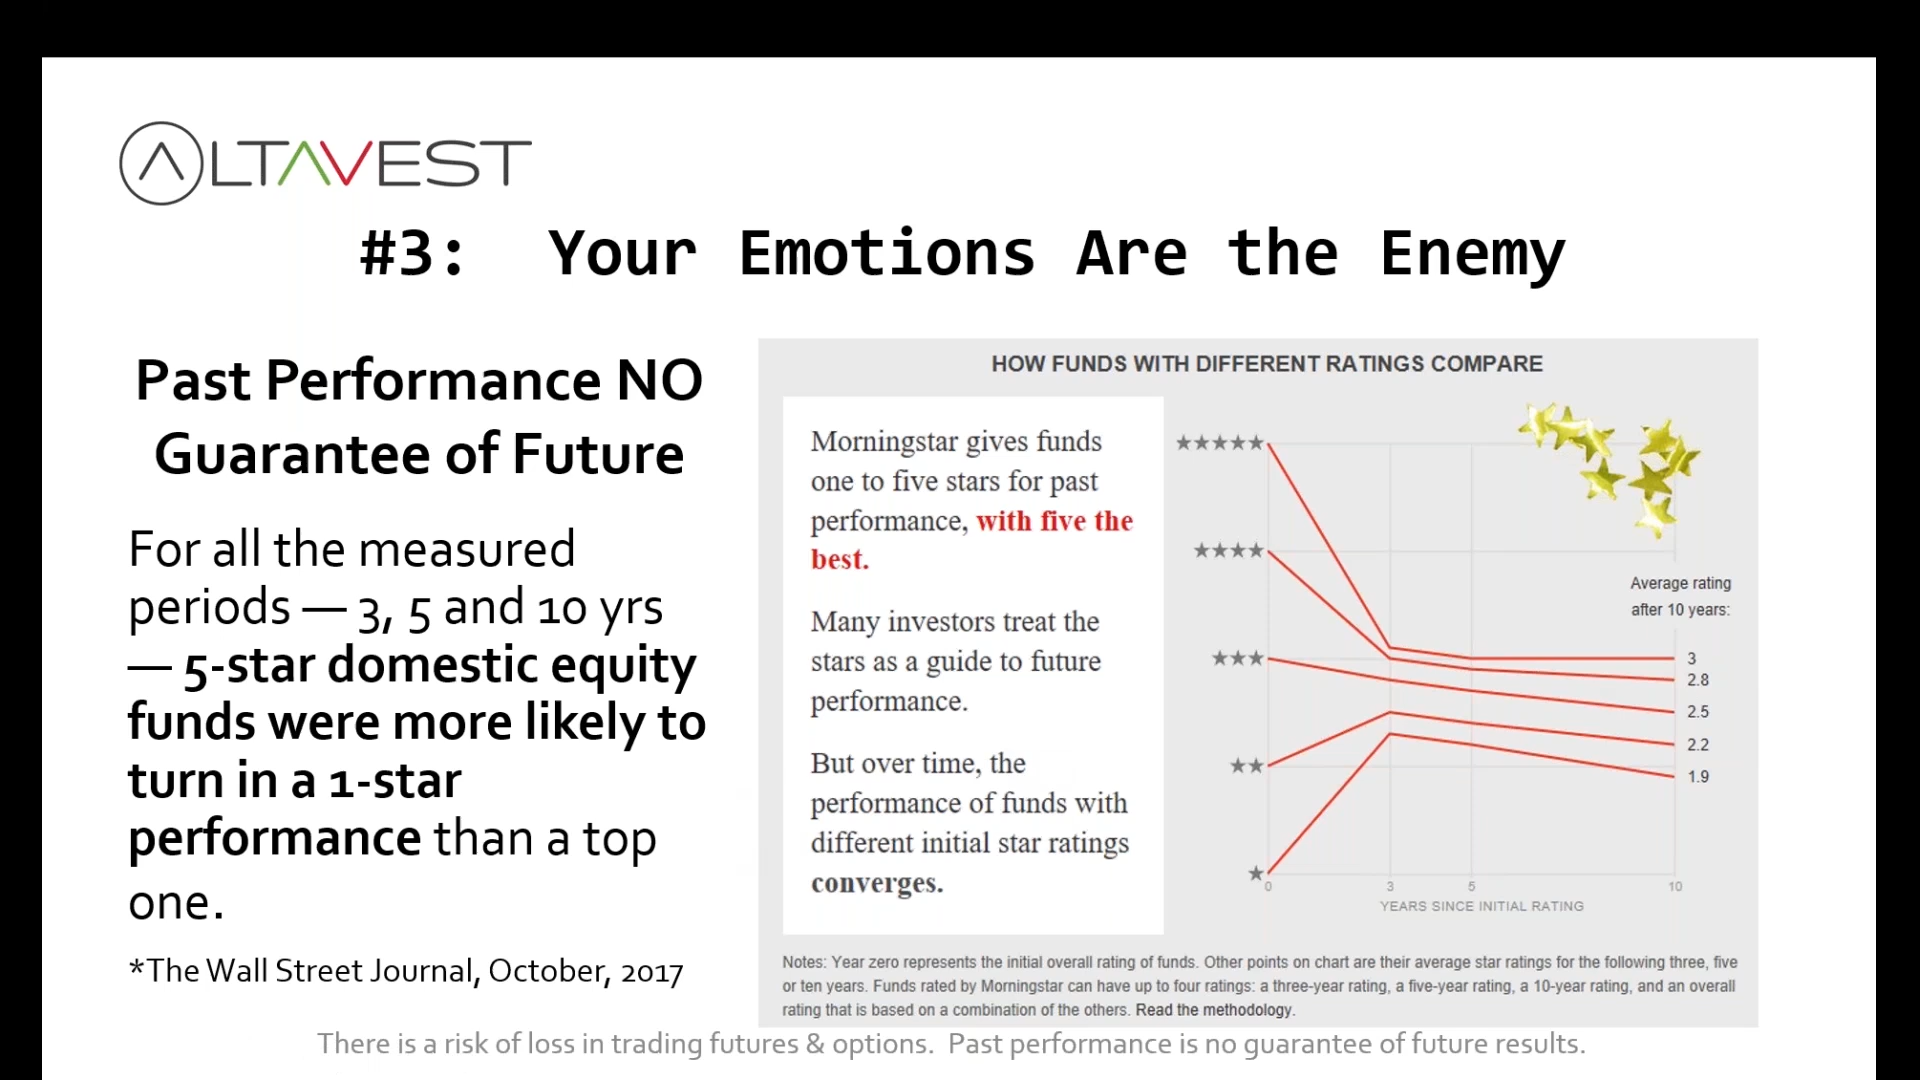 ALTAVEST
#3: Your Emotions Are the Enemy
Past Performance NO
Guarantee of Future
For all the measured
periods — 3, 5 and 10 yrs
— 5-star domestic equity
funds were more likely to
turn in a 1-star
performance than a top
one.
*The Wall Street Journal, October, 2017
HOW FUNDS WITH DIFFERENT RATINGS COMPARE
Morningstar gives funds
one to five stars for past
performance, with five the
best.
Many investors treat the
stars as a guide to future
performance.
But over time, the
performance of funds with
different initial star ratings
converges.
★★★★★
★★★★
★★★
★★
★
Average rating
after 10 years:
3
2.8
2.5
2.2
1.9
0 3 5 10
YEARS SINCE INITIAL RATING
Notes: Year zero represents the initial overall rating of funds. Other points on chart are their average star ratings for the following three, five
or ten years. Funds rated by Morningstar can have up to four ratings: a three-year rating, a five-year rating, a 10-year rating, and an overall
rating that is based on a combination of the others. Read the methodology.
There is a risk of loss in trading futures & options. Past performance is no guarantee of future results.